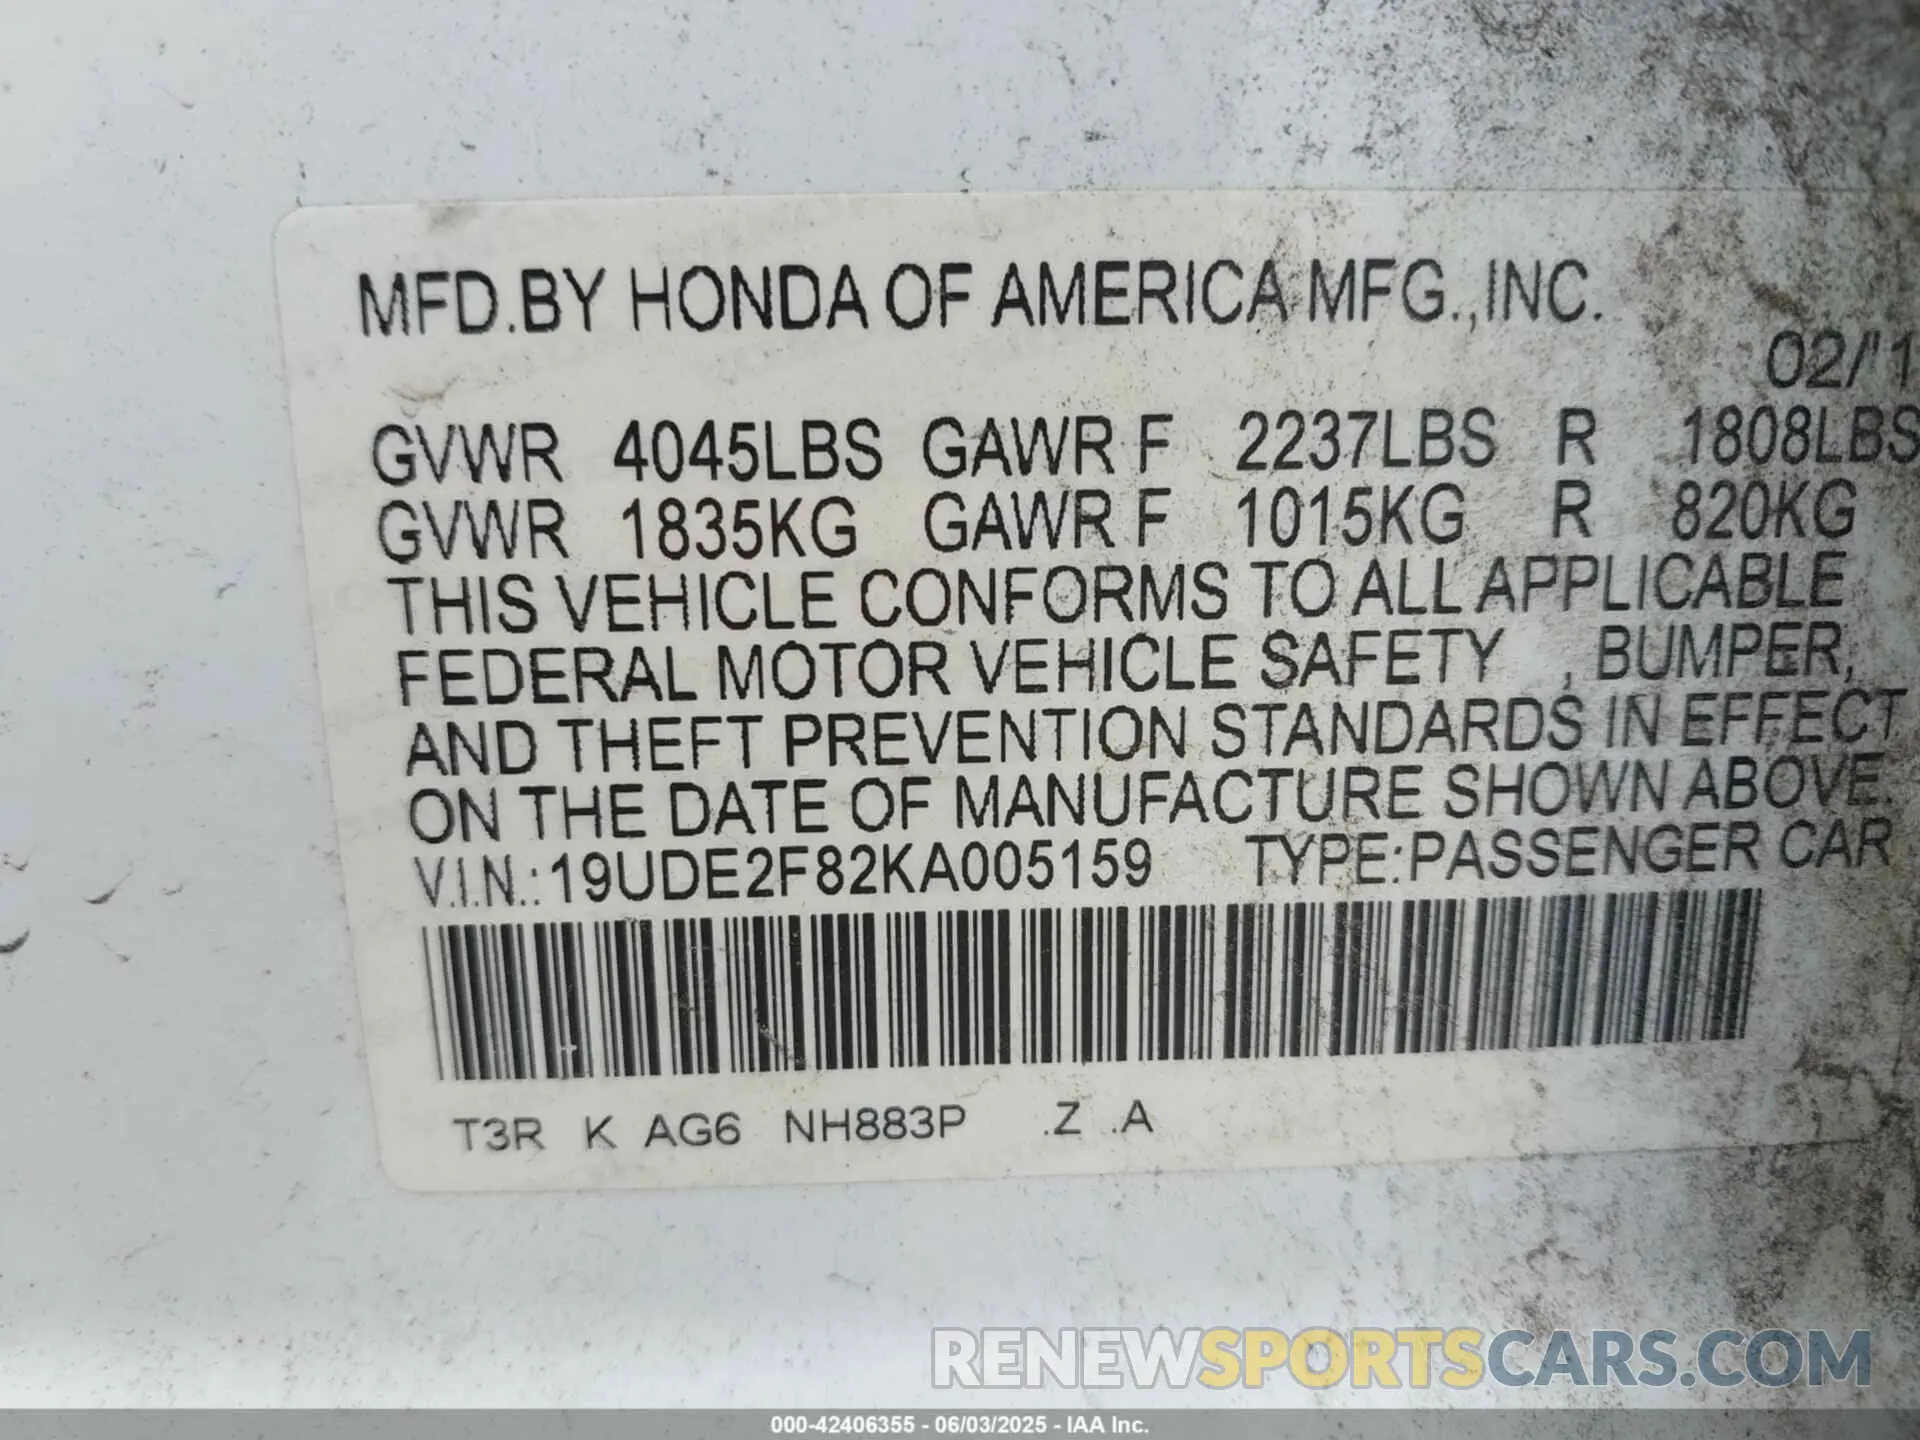 MFD.BY HONDA OF AMERICA MFG.,INC.
02/'1
GVWR 4045LBS GAWR F 2237LBS R 1808LBS
GVWR 1835KG GAWR F 1015KG R 820KG
THIS VEHICLE CONFORMS TO ALL APPLICABLE
FEDERAL MOTOR VEHICLE SAFETY , BUMPER,
AND THEFT PREVENTION STANDARDS IN EFFECT
ON THE DATE OF MANUFACTURE SHOWN ABOVE.
V.I.N.:19UDE2F82KA005159 TYPE:PASSENGER CAR
T3R K AG6 NH883P .Z .A
RENEWSPORTSCARS.COM
000-42406355 - 06/03/2025 - IAA Inc.